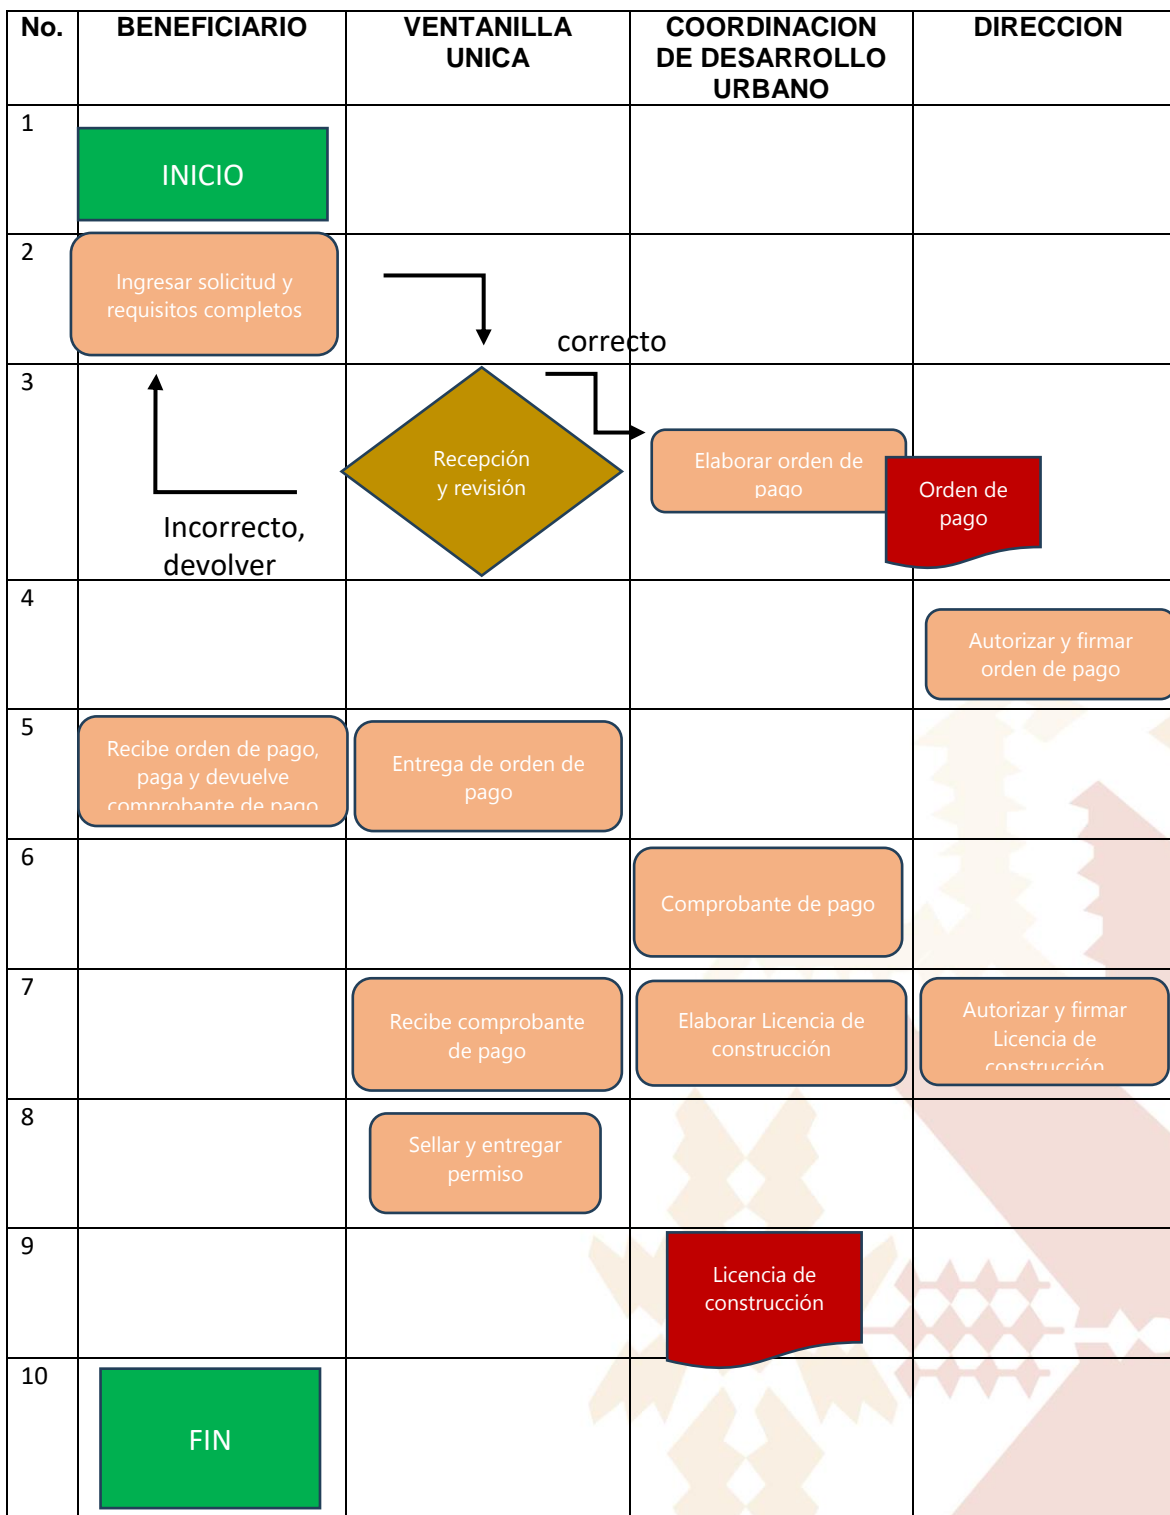 No.
BENEFICIARIO
VENTANILLA
UNICA
COORDINACION
DE DESARROLLO
URBANO
DIRECCION
1
INICIO
2
Ingresar solicitud y
requisitos completos
correcto
3
Recepción
y revisión
Elaborar orden de
pago
Orden de
pago
Incorrecto,
devolver
4
Autorizar y firmar
orden de pago
5
Recibe orden de pago,
paga y devuelve
comprobante de pago
Entrega de orden de
pago
6
Comprobante de pago
7
Recibe comprobante
de pago
Elaborar Licencia de
construcción
Autorizar y firmar
Licencia de
construcción
8
Sellar y entregar
permiso
9
Licencia de
construcción
10
FIN